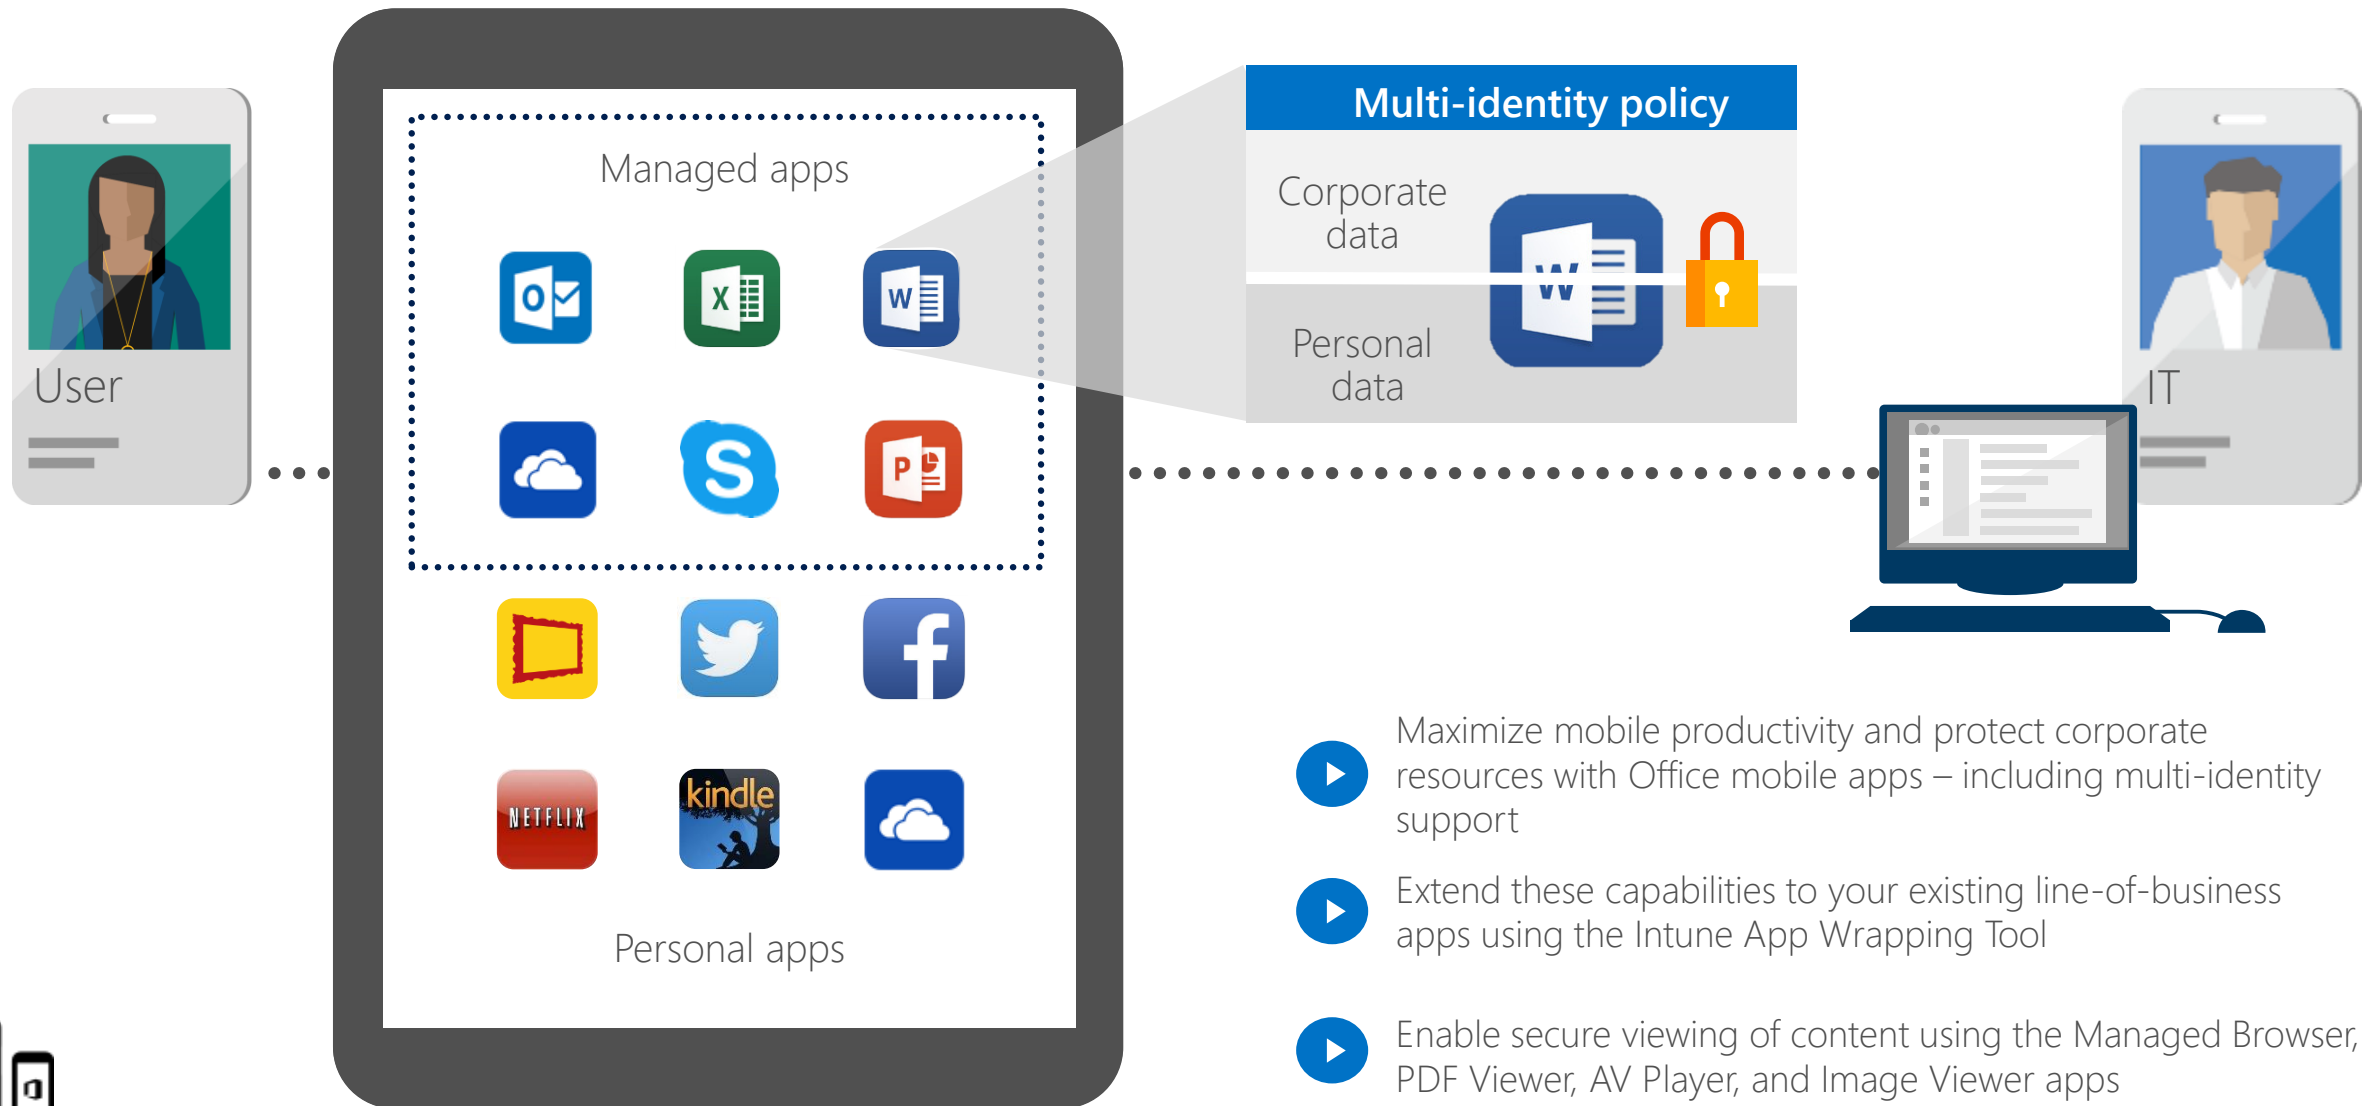 Multi-identity policy
Managed apps
Corporate
data
Personal
data
User
IT
O
X
W
W
S
P
NETFLIX
kindle
Personal apps
Maximize mobile productivity and protect corporate
resources with Office mobile apps – including multi-identity
support
Extend these capabilities to your existing line-of-business
apps using the Intune App Wrapping Tool
Enable secure viewing of content using the Managed Browser,
PDF Viewer, AV Player, and Image Viewer apps